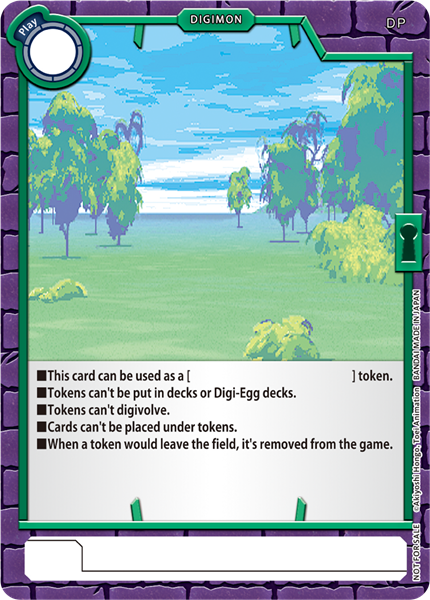 Play
DIGIMON
DP
■This card can be used as a [ ] token.
■Tokens can't be put in decks or Digi-Egg decks.
■Tokens can't digivolve.
■Cards can't be placed under tokens.
■When a token would leave the field, it's removed from the game.
NOT FOR SALE ©Akiyoshi Hongo, Toei Animation BANDAI MADE IN JAPAN